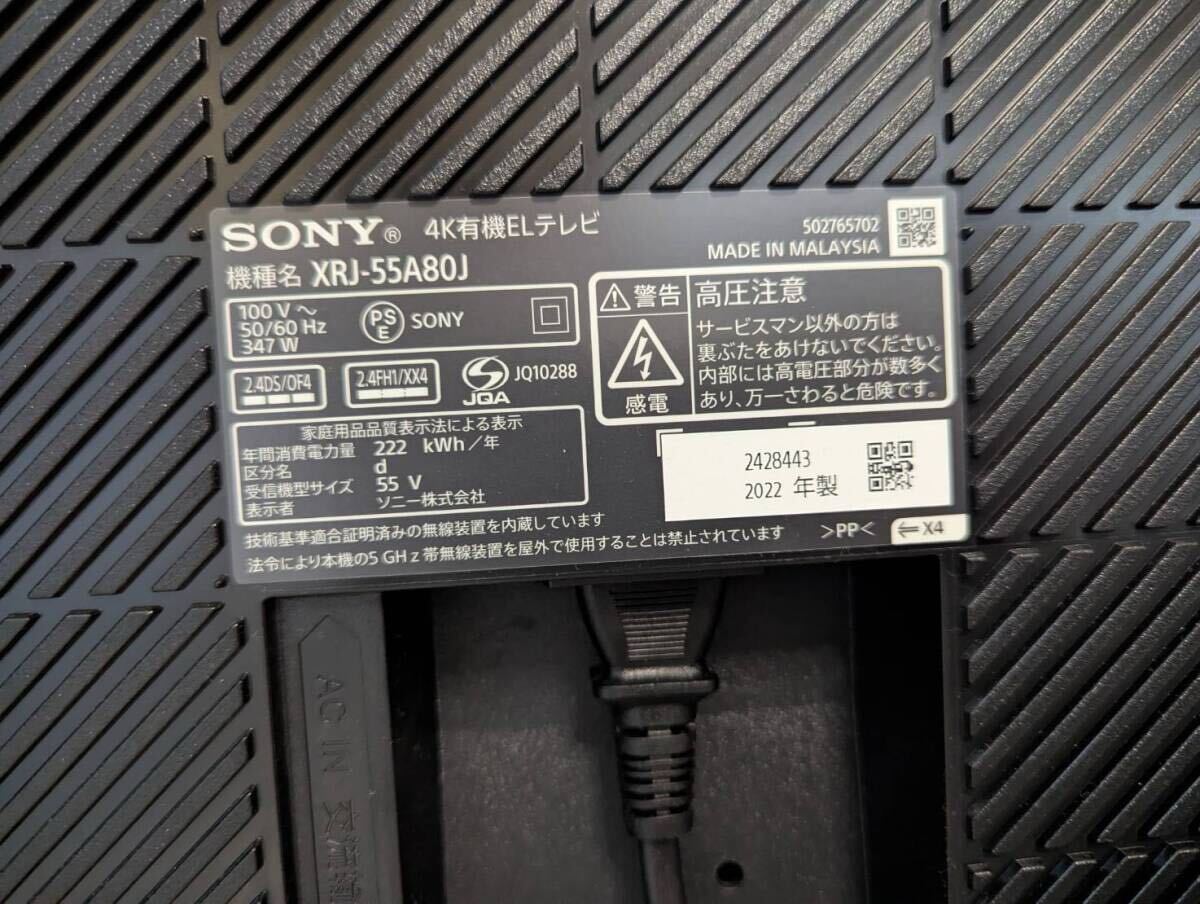 SONY® 4K有機ELテレビ
機種名 XRJ-55A80J
502765702
MADE IN MALAYSIA
100 V ～
50/60 Hz
347 W
PS
E
SONY
2.4DS/OF4
2.4FH1/XX4
JQA
JQ10288
警告
感電
高圧注意
サービスマン以外の方は
裏ぶたをあけないでください。
内部には高電圧部分が数多く
あり、万一さわると危険です。
家庭用品品質表示法による表示
年間消費電力量 222 kWh／年
区分名 d
受信機型サイズ 55 V
表示者 ソニー株式会社
2428443
2022 年製
技術基準適合証明済みの無線装置を内蔵しています
法令により本機の5 GHz帯無線装置を屋外で使用することは禁止されています
>PP<
⇐ X4
AC IN 交流